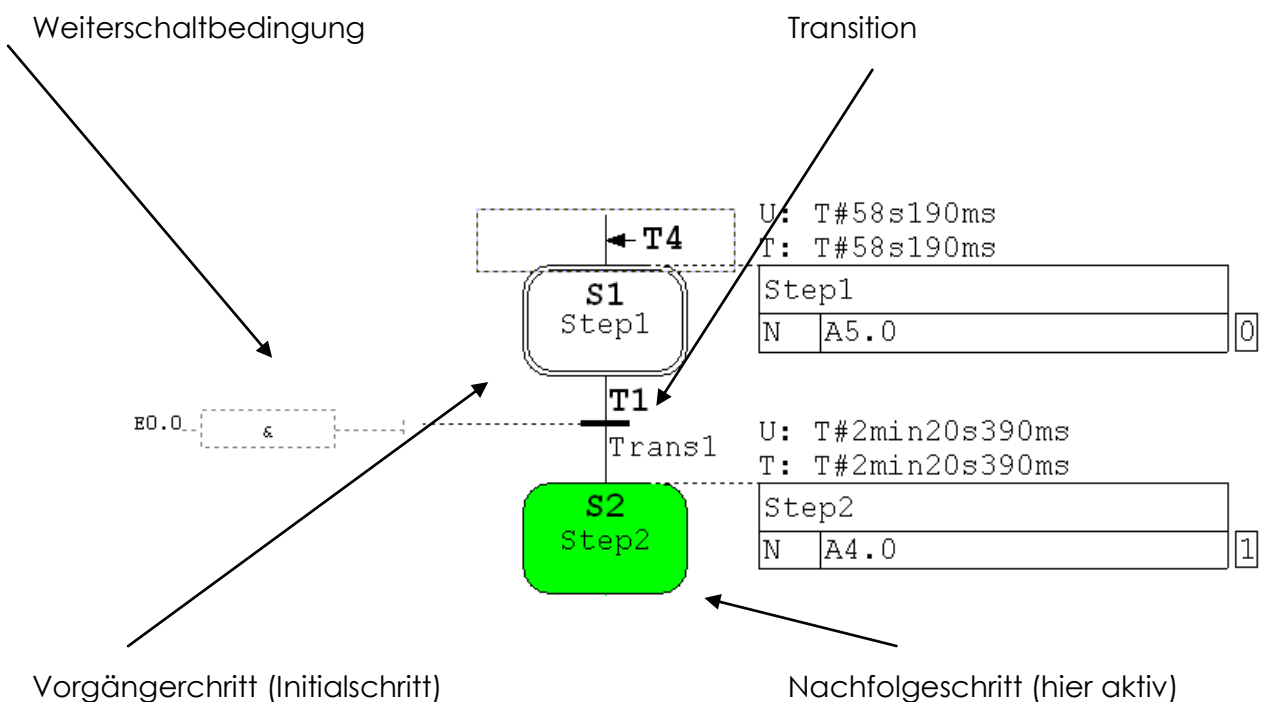 Weiterschaltbedingung
Transition
T4
U: T#58s190ms
T: T#58s190ms
S1
Step1
Step1
N A5.0 0
T1
E0.0 &
Trans1
U: T#2min20s390ms
T: T#2min20s390ms
S2
Step2
Step2
N A4.0 1
Vorgängerchritt (Initialschritt)
Nachfolgeschritt (hier aktiv)